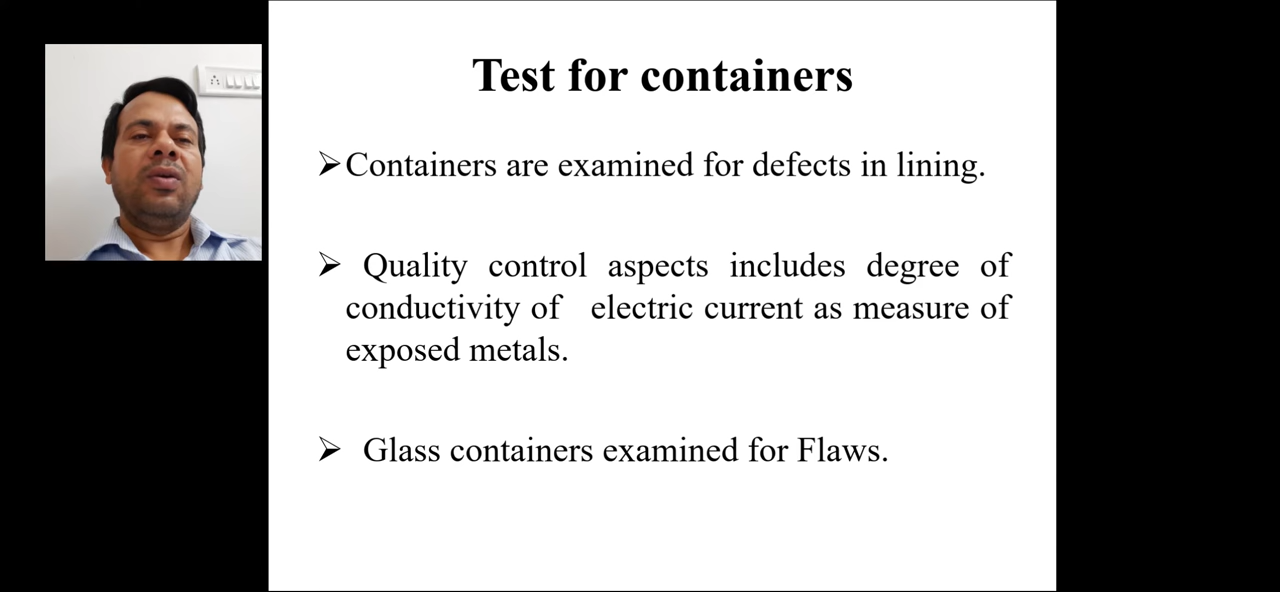 Test for containers
➢Containers are examined for defects in lining.
➢ Quality control aspects includes degree of
conductivity of electric current as measure of
exposed metals.
➢ Glass containers examined for Flaws.